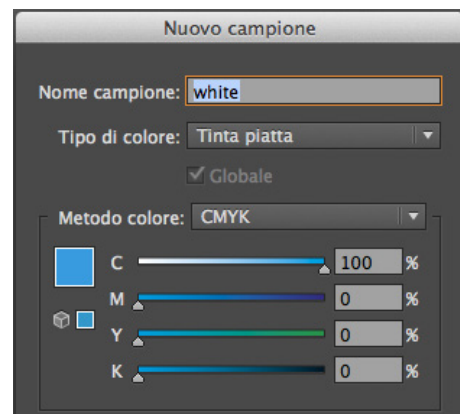 Nuovo campione
Nome campione: white
Tipo di colore: Tinta piatta
Globale
Metodo colore: CMYK
C 100 %
M 0 %
Y 0 %
K 0 %